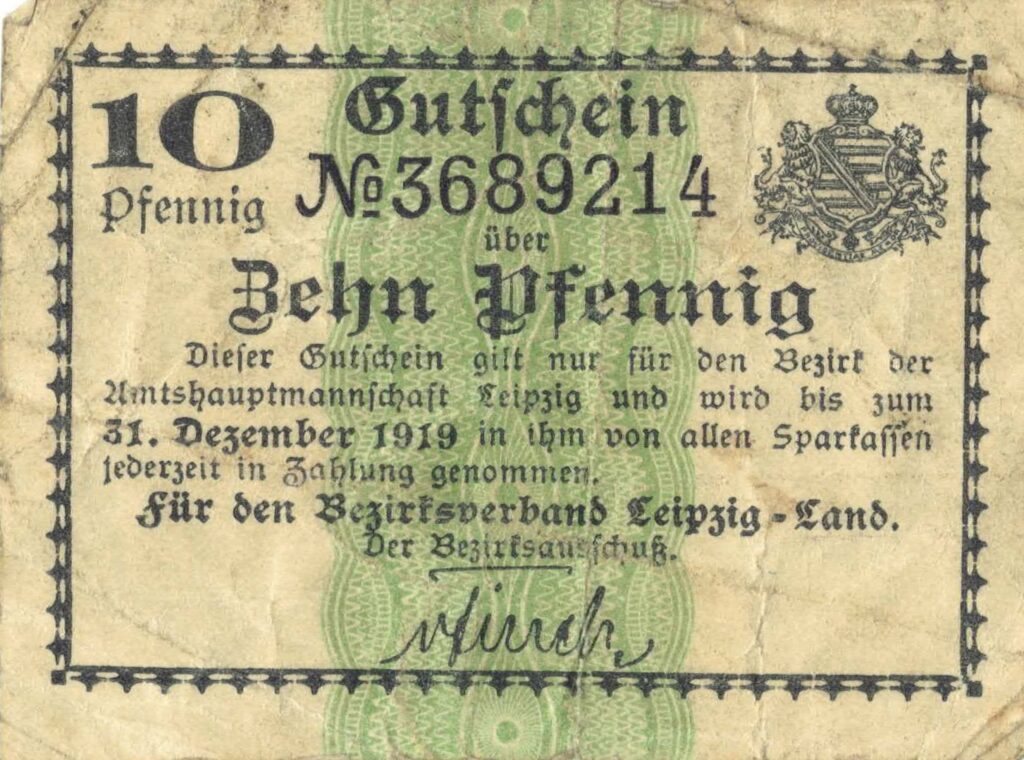 10
Pfennig
Gutschein
№ 3689214
über
Zehn Pfennig
Dieser Gutschein gilt nur für den Bezirk der
Amtshauptmannschaft Leipzig und wird bis zum
31. Dezember 1919 in ihm von allen Sparkassen
jederzeit in Zahlung genommen.
Für den Bezirksverband Leipzig-Land.
Der Bezirksausschuß.